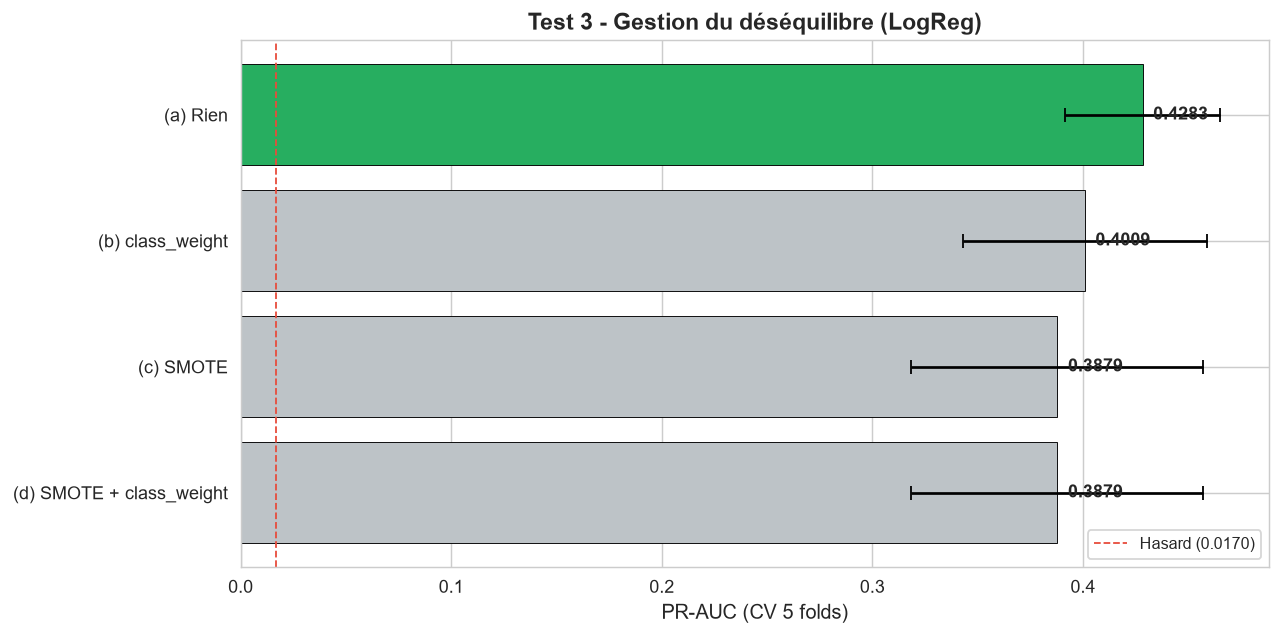 Test 3 - Gestion du déséquilibre (LogReg)
(a) Rien
0.4283
(b) class_weight
0.4009
(c) SMOTE
0.3879
(d) SMOTE + class_weight
0.3879
Hasard (0.0170)
0.0 0.1 0.2 0.3 0.4
PR-AUC (CV 5 folds)